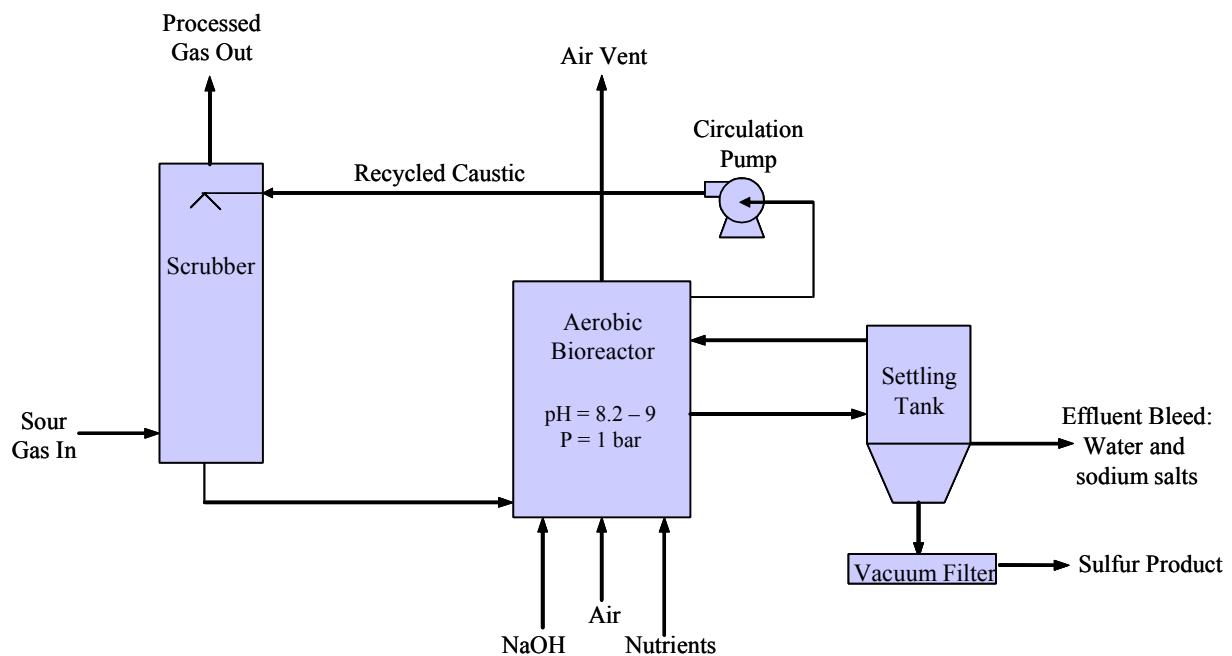 Processed
Gas Out
Air Vent
Circulation
Pump
Recycled Caustic
Scrubber
Aerobic
Bioreactor
pH = 8.2 – 9
P = 1 bar
Settling
Tank
Sour
Gas In
Effluent Bleed:
Water and
sodium salts
Vacuum Filter
Sulfur Product
NaOH
Air
Nutrients